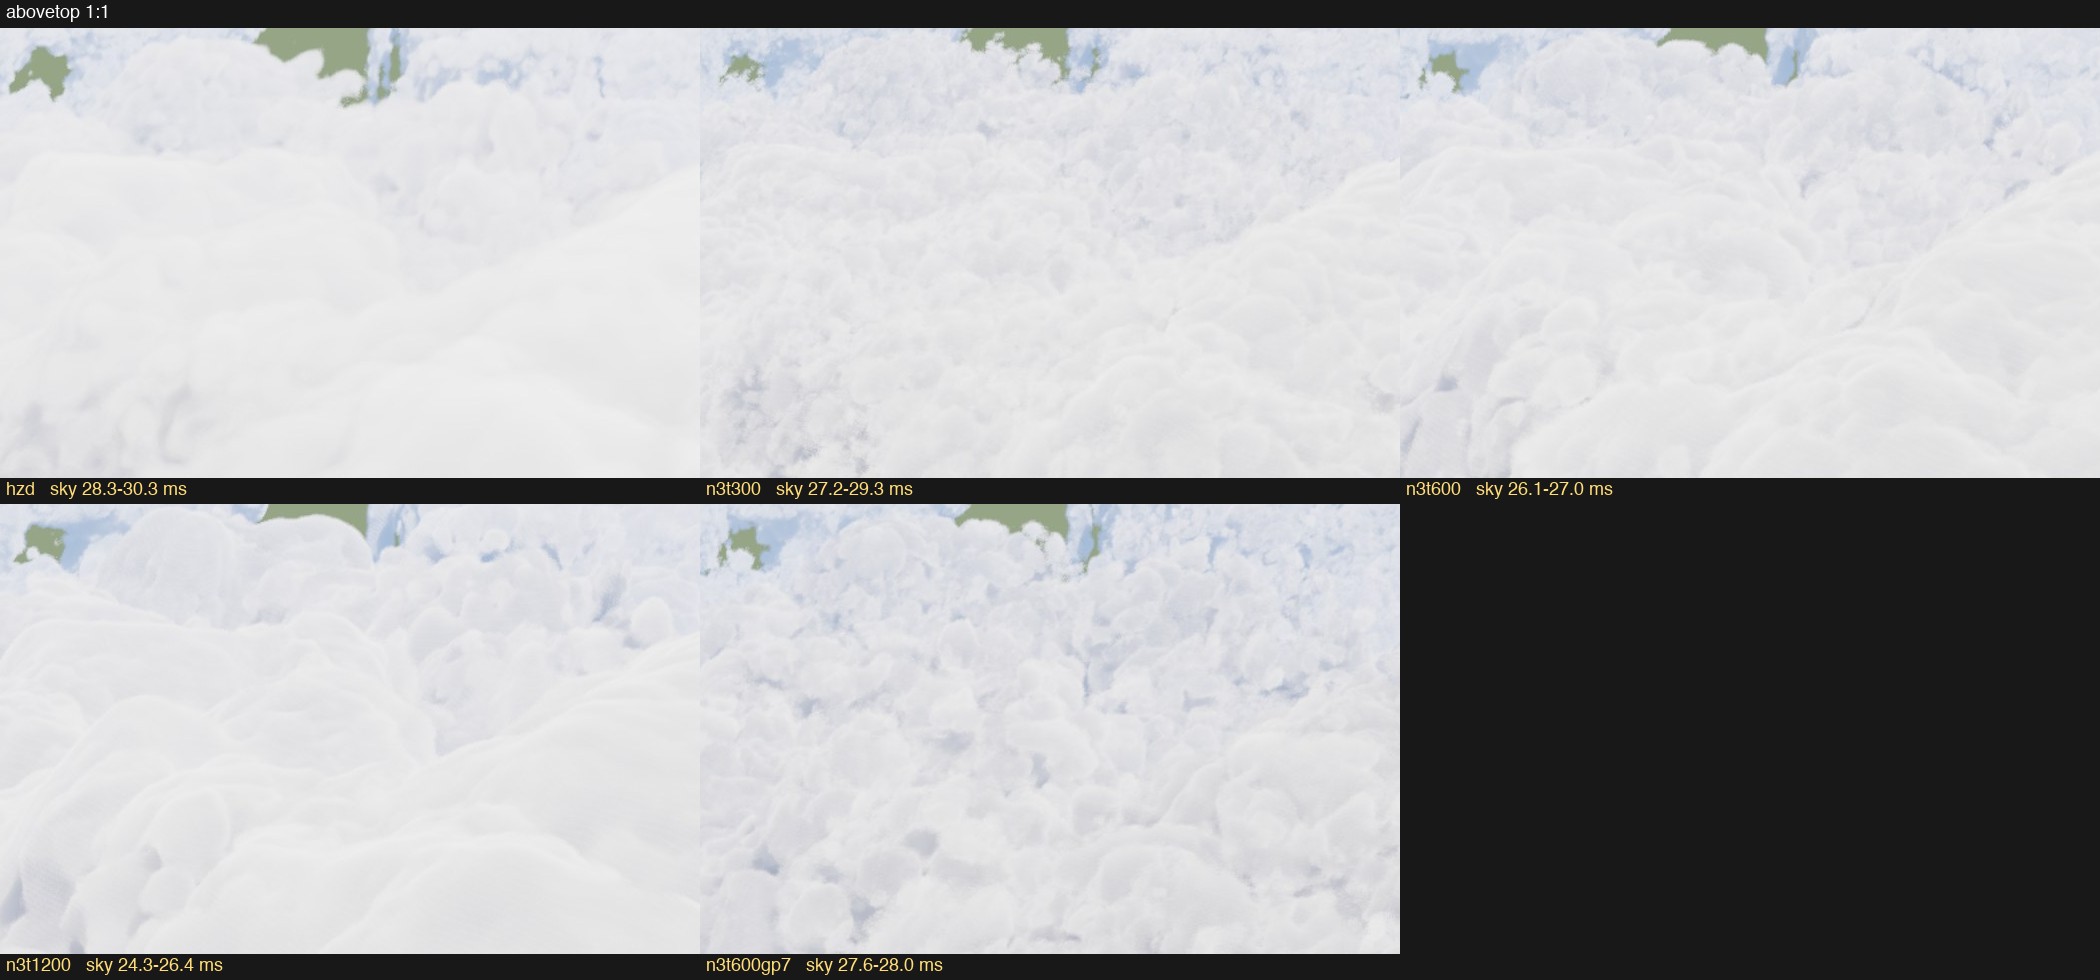 abovetop 1:1
hzd sky 28.3-30.3 ms
n3t300 sky 27.2-29.3 ms
n3t600 sky 26.1-27.0 ms
n3t1200 sky 24.3-26.4 ms
n3t600gp7 sky 27.6-28.0 ms